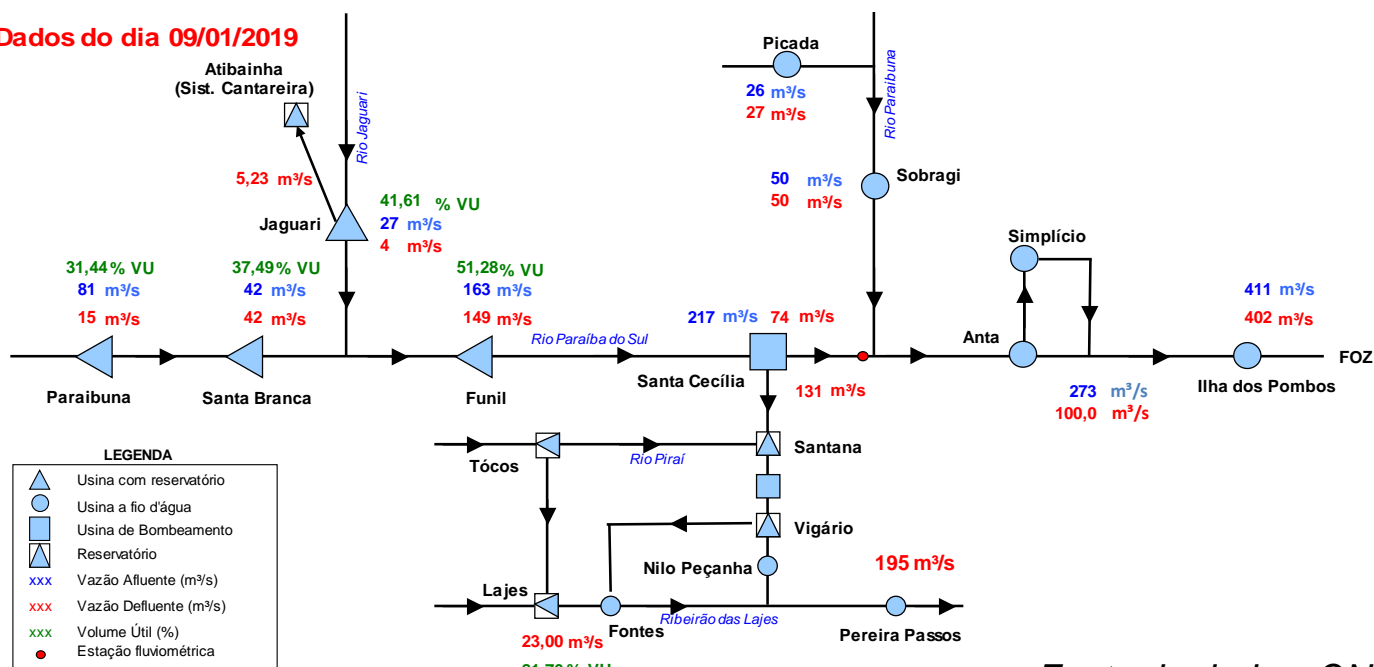 Dados do dia 09/01/2019
Atibainha
(Sist. Cantareira)
5,23 m³/s
Rio Jaguari
Jaguari
41,61 % VU
27 m³/s
4 m³/s
Picada
26 m³/s
27 m³/s
Rio Paraibuna
50 m³/s
50 m³/s
Sobragi
31,44% VU
81 m³/s
15 m³/s
Paraibuna
37,49% VU
42 m³/s
42 m³/s
Santa Branca
51,28% VU
163 m³/s
149 m³/s
Funil
Rio Paraíba do Sul
217 m³/s 74 m³/s
Santa Cecília
131 m³/s
Simplício
Anta
273 m³/s
100,0 m³/s
411 m³/s
402 m³/s
Ilha dos Pombos
FOZ
Tócos
Rio Piraí
Santana
Vigário
Nilo Peçanha
195 m³/s
Lajes
Fontes
Ribeirão das Lajes
Pereira Passos
23,00 m³/s
LEGENDA
Usina com reservatório
Usina a fio d'água
Usina de Bombeamento
Reservatório
xxx Vazão Afluente (m³/s)
xxx Vazão Defluente (m³/s)
xxx Volume Útil (%)
Estação fluviométrica